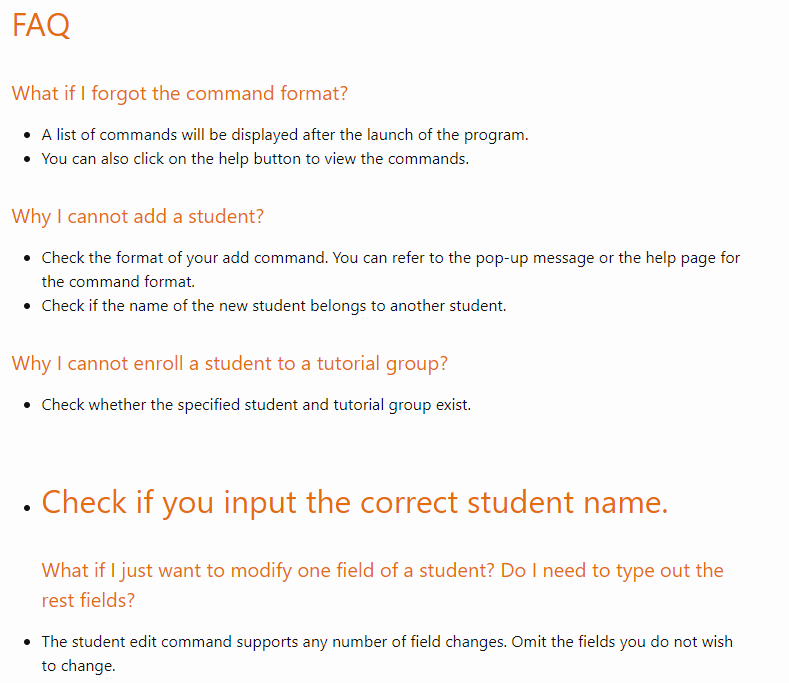 FAQ
What if I forgot the command format?
A list of commands will be displayed after the launch of the program.
You can also click on the help button to view the commands.
Why I cannot add a student?
Check the format of your add command. You can refer to the pop-up message or the help page for
the command format.
Check if the name of the new student belongs to another student.
Why I cannot enroll a student to a tutorial group?
Check whether the specified student and tutorial group exist.
Check if you input the correct student name.
What if I just want to modify one field of a student? Do I need to type out the
rest fields?
The student edit command supports any number of field changes. Omit the fields you do not wish
to change.